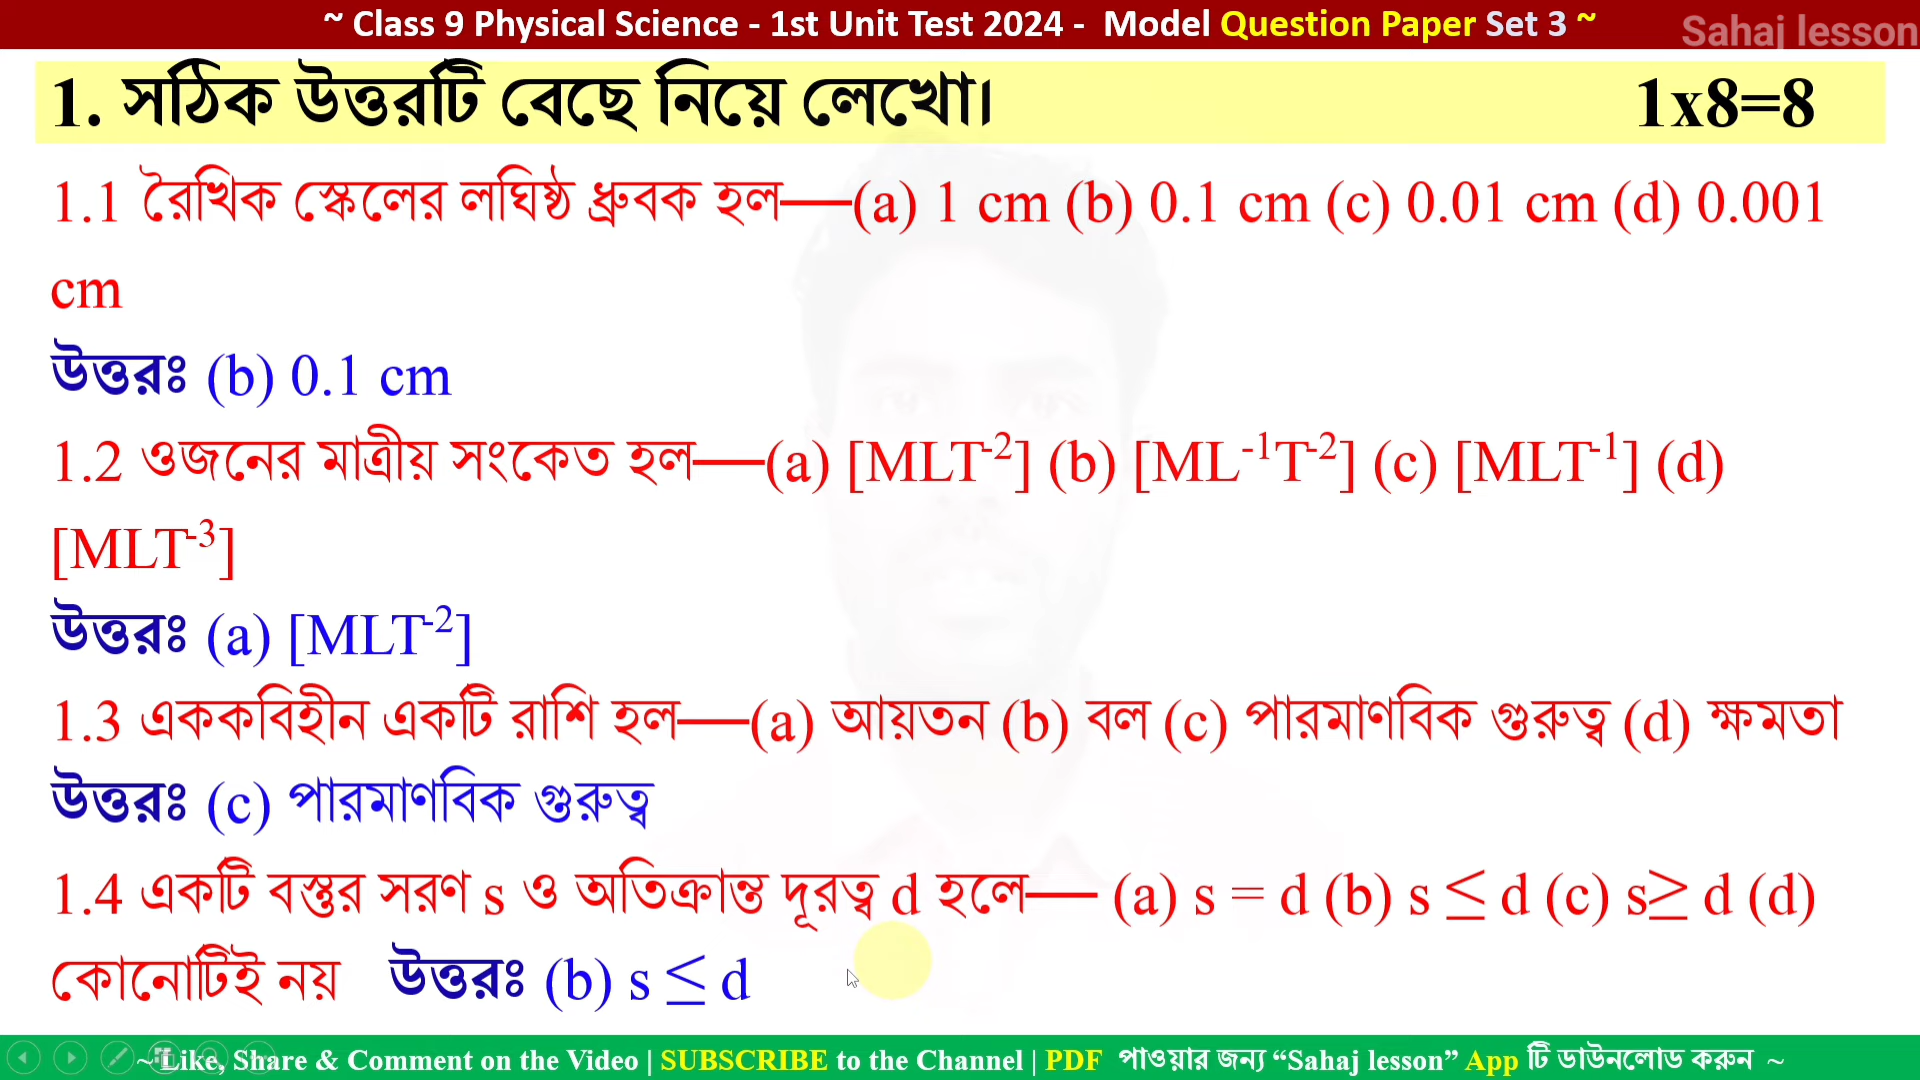 ~ Class 9 Physical Science - 1st Unit Test 2024 - Model Question Paper Set 3 ~
Sahaj lesson
1. সঠিক উত্তরটি বেছে নিয়ে লেখো। 1x8=8
1.1 রৈখিক স্কেলের লঘিষ্ঠ ধ্রুবক হল—(a) 1 cm (b) 0.1 cm (c) 0.01 cm (d) 0.001
cm
উত্তরঃ (b) 0.1 cm
1.2 ওজনের মাত্রীয় সংকেত হল—(a) [MLT⁻²] (b) [ML⁻¹T⁻²] (c) [MLT⁻¹] (d)
[MLT⁻³]
উত্তরঃ (a) [MLT⁻²]
1.3 এককবিহীন একটি রাশি হল—(a) আয়তন (b) বল (c) পারমাণবিক গুরুত্ব (d) ক্ষমতা
উত্তরঃ (c) পারমাণবিক গুরুত্ব
1.4 একটি বস্তুর সরণ s ও অতিক্রান্ত দূরত্ব d হলে— (a) s = d (b) s ≤ d (c) s≥ d (d)
কোনোটিই নয় উত্তরঃ (b) s ≤ d
~ Like, Share & Comment on the Video | SUBSCRIBE to the Channel | PDF পাওয়ার জন্য “Sahaj lesson” App টি ডাউনলোড করুন ~